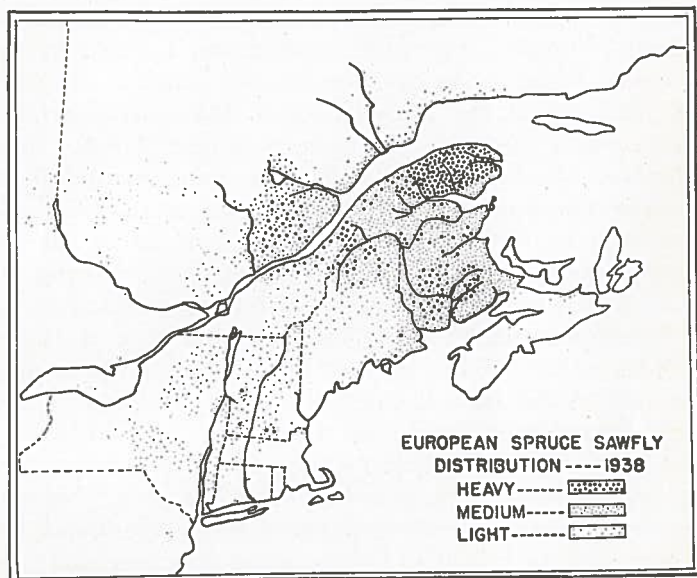 EUROPEAN SPRUCE SAWFLY
DISTRIBUTION ---- 1938
HEAVY------
MEDIUM-----
LIGHT-------